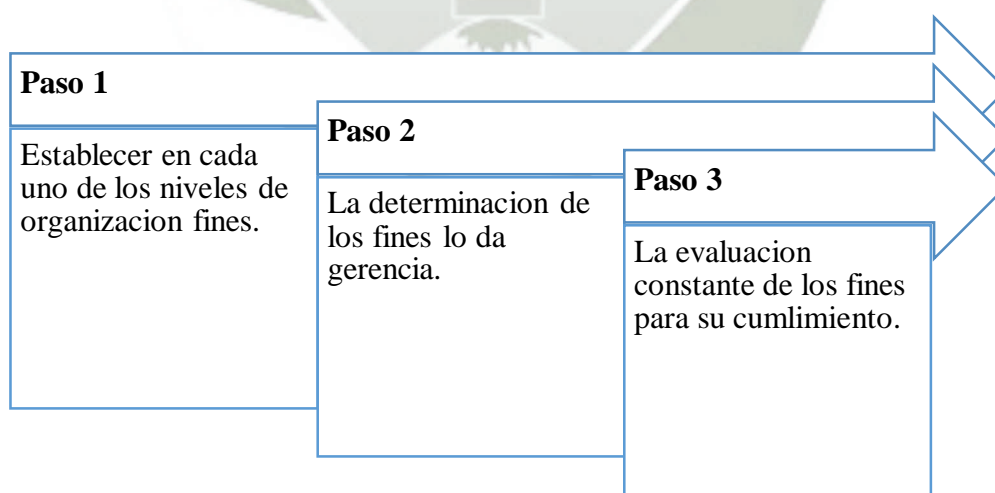 Paso 1
Establecer en cada
uno de los niveles de
organizacion fines.
Paso 2
La determinacion de
los fines lo da
gerencia.
Paso 3
La evaluacion
constante de los fines
para su cumlimiento.